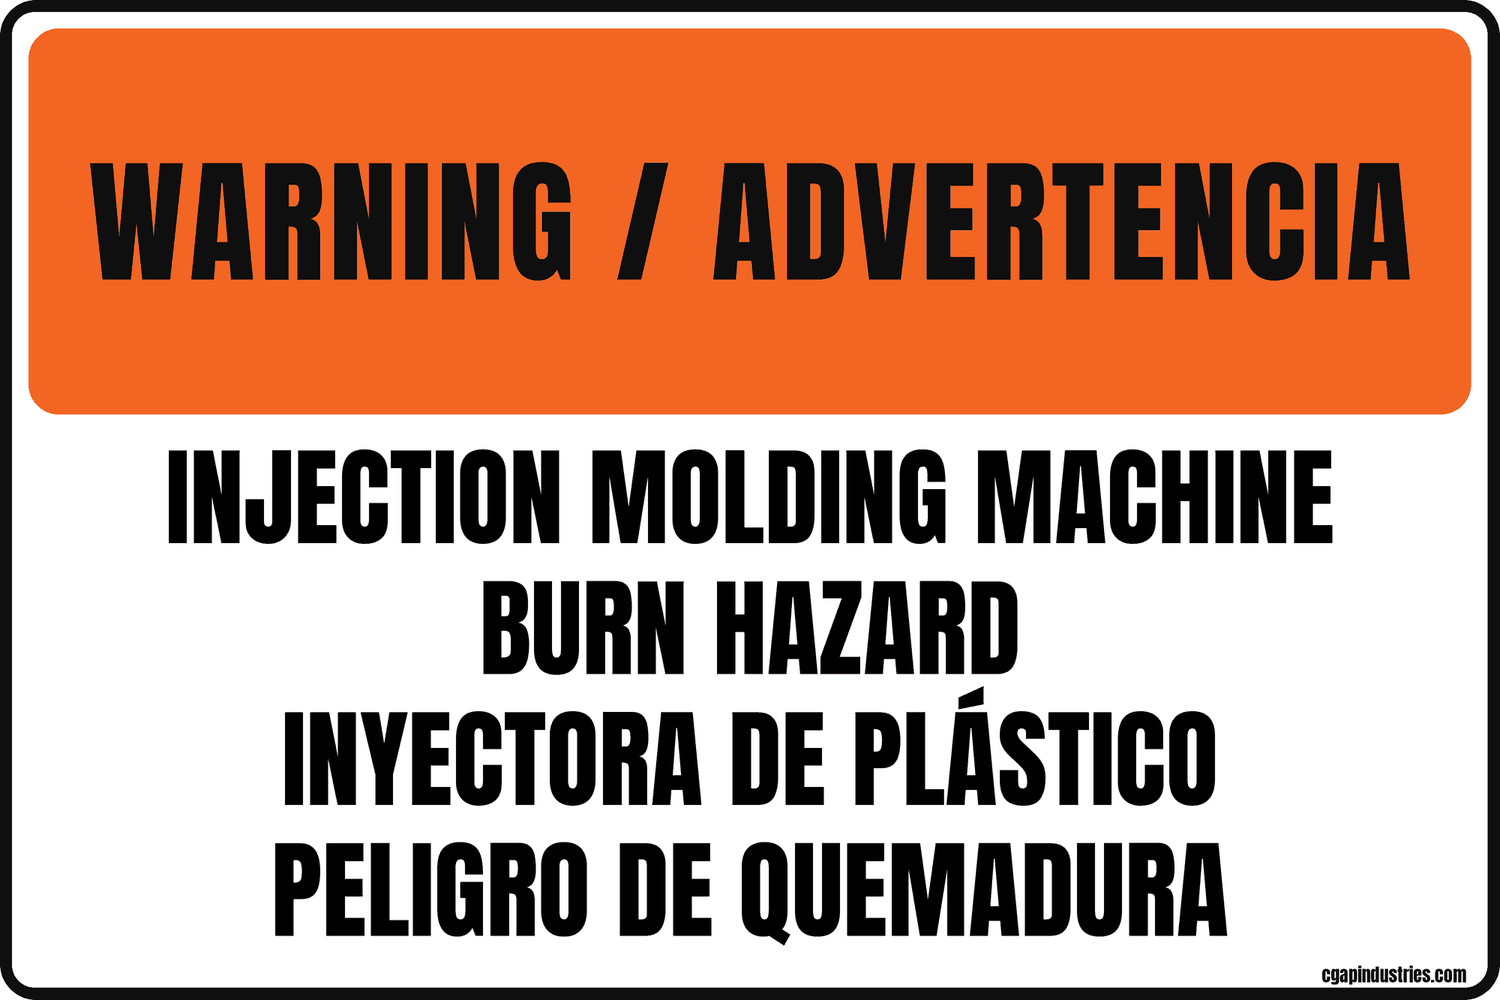 WARNING / ADVERTENCIA
INJECTION MOLDING MACHINE
BURN HAZARD
INYECTORA DE PLÁSTICO
PELIGRO DE QUEMADURA
cgapindustries.com